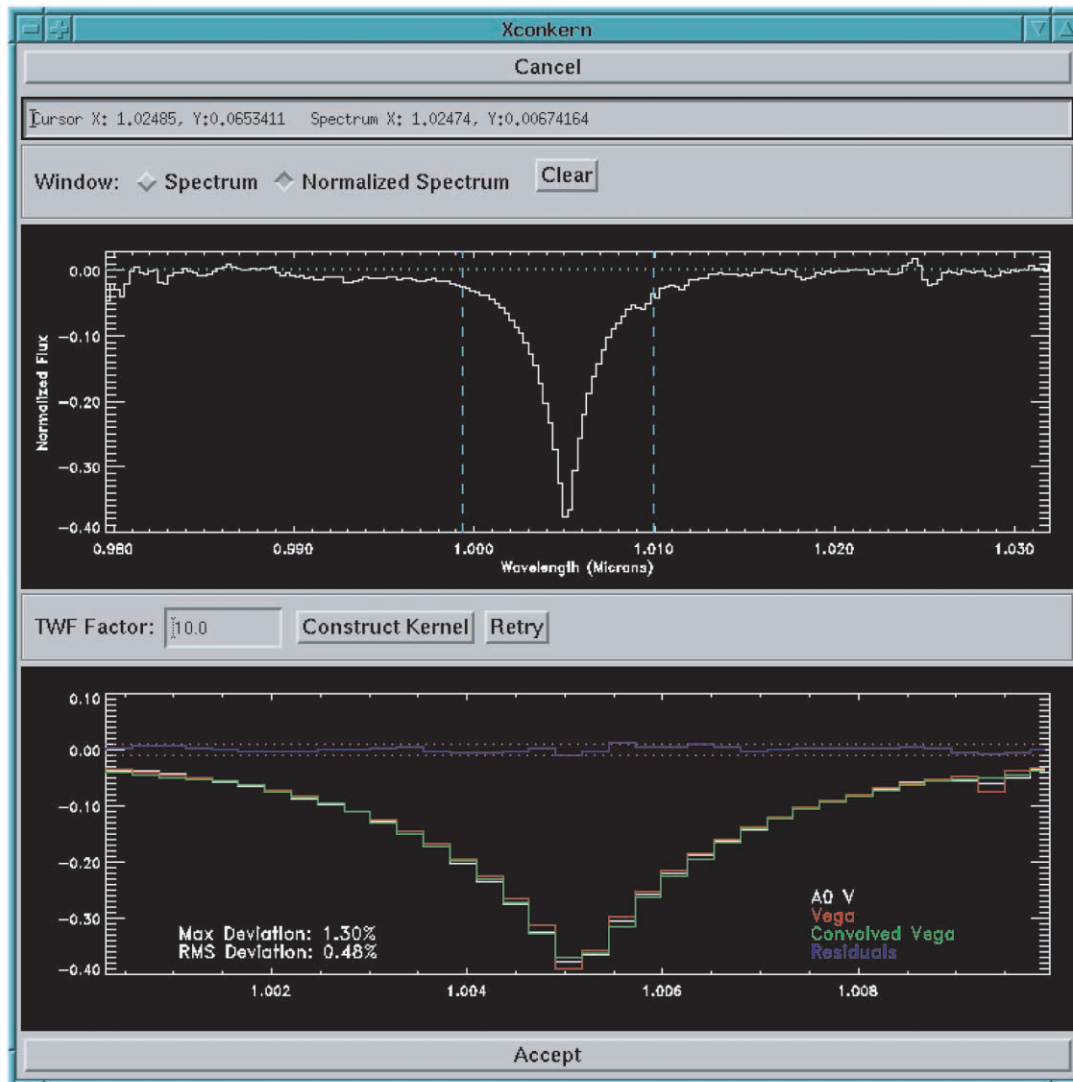 Xconkern
Cancel
Cursor X: 1.02485, Y:0.0653411 Spectrum X: 1.02474, Y:0.00674164
Window: Spectrum Normalized Spectrum Clear
0.00
-0.10
-0.20
-0.30
-0.40
Normalized Flux
0.980 0.990 1.000 1.010 1.020 1.030
Wavelength (Microns)
TWF Factor: 10.0 Construct Kernel Retry
0.10
0.00
-0.10
-0.20
-0.30
-0.40
Max Deviation: 1.30%
RMS Deviation: 0.48%
A0 V
Vega
Convolved Vega
Residuals
1.002 1.004 1.006 1.008
Accept